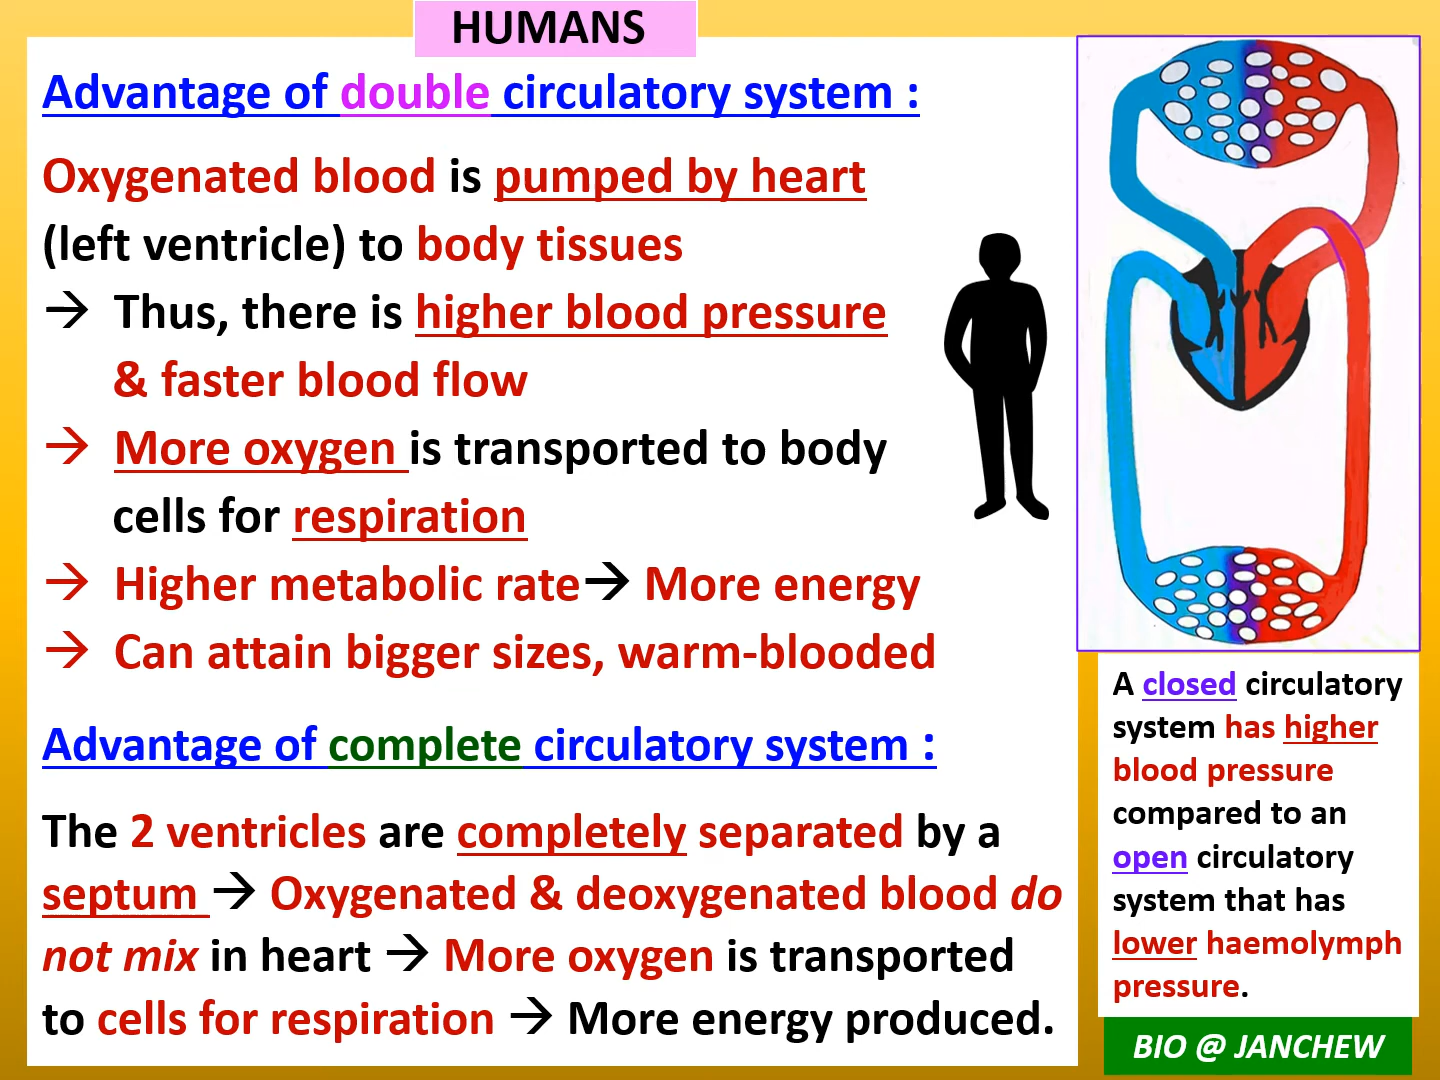 HUMANS
Advantage of double circulatory system :
Oxygenated blood is pumped by heart
(left ventricle) to body tissues
→ Thus, there is higher blood pressure
& faster blood flow
→ More oxygen is transported to body
cells for respiration
→ Higher metabolic rate→ More energy
→ Can attain bigger sizes, warm-blooded
Advantage of complete circulatory system :
The 2 ventricles are completely separated by a
septum → Oxygenated & deoxygenated blood do
not mix in heart → More oxygen is transported
to cells for respiration → More energy produced.
A closed circulatory
system has higher
blood pressure
compared to an
open circulatory
system that has
lower haemolymph
pressure.
BIO @ JANCHEW